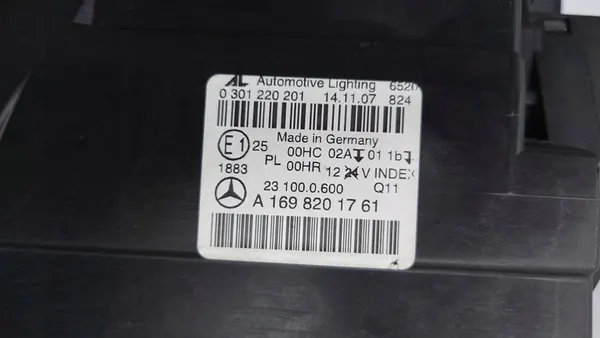 AL Automotive Lighting 6520
0 301 220 201 14.11.07 824
Made in Germany
E1 25 00HC 02A 01 1b
PL 00HR 12 24 V INDEX
1883 23 100.0.600 Q11
A 169 820 17 61